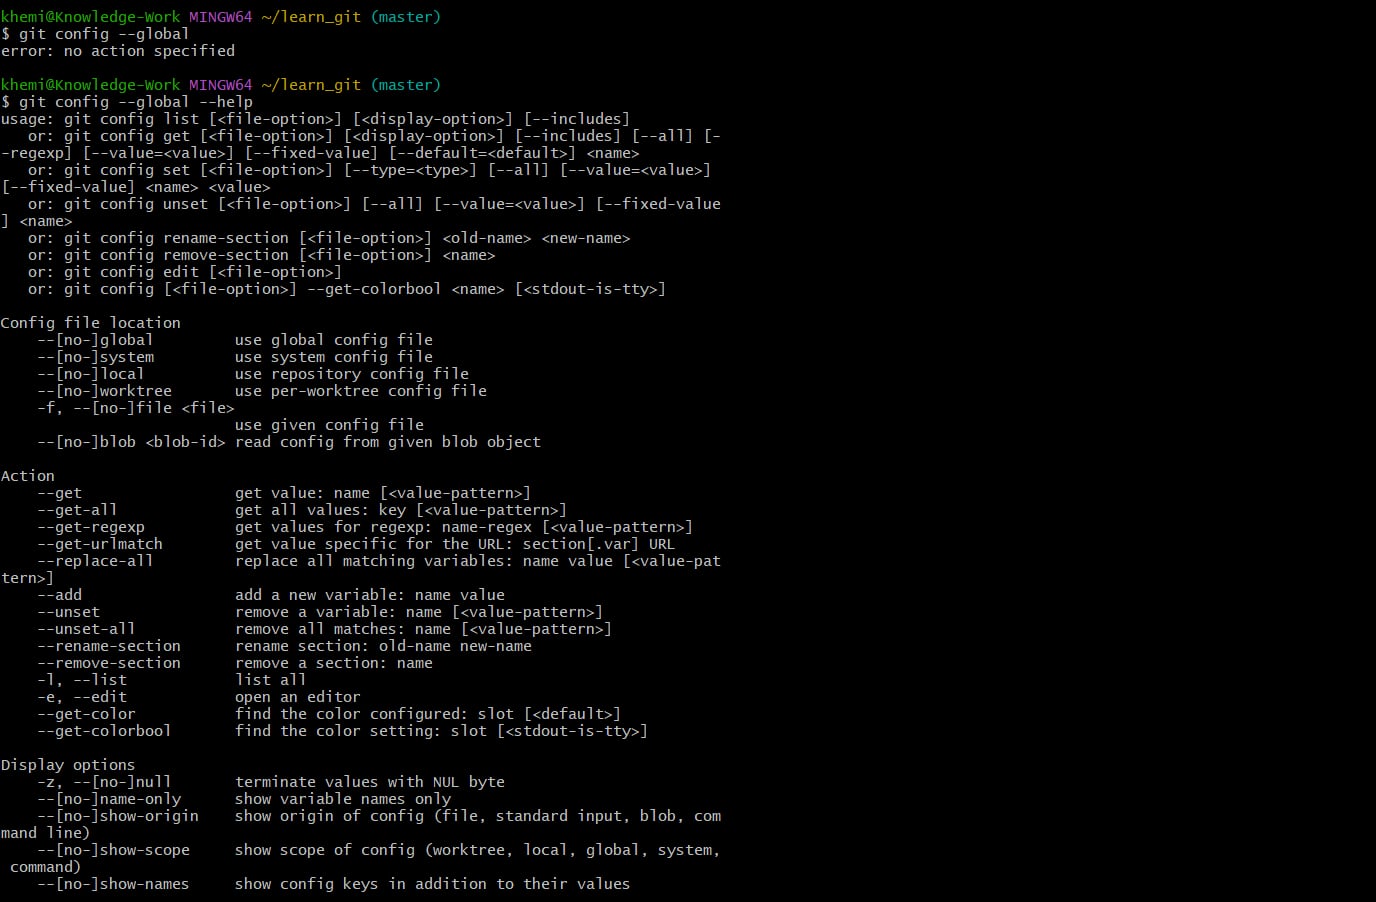 khemi@Knowledge-Work MINGW64 ~/learn_git (master)
$ git config --global
error: no action specified

khemi@Knowledge-Work MINGW64 ~/learn_git (master)
$ git config --global --help
usage: git config list [<file-option>] [<display-option>] [--includes]
   or: git config get [<file-option>] [<display-option>] [--includes] [--all] [-
-regexp] [--value=<value>] [--fixed-value] [--default=<default>] <name>
   or: git config set [<file-option>] [--type=<type>] [--all] [--value=<value>]
[--fixed-value] <name> <value>
   or: git config unset [<file-option>] [--all] [--value=<value>] [--fixed-value
] <name>
   or: git config rename-section [<file-option>] <old-name> <new-name>
   or: git config remove-section [<file-option>] <name>
   or: git config edit [<file-option>]
   or: git config [<file-option>] --get-colorbool <name> [<stdout-is-tty>]

Config file location
    --[no-]global         use global config file
    --[no-]system         use system config file
    --[no-]local          use repository config file
    --[no-]worktree       use per-worktree config file
    -f, --[no-]file <file>
                          use given config file
    --[no-]blob <blob-id> read config from given blob object

Action
    --get                 get value: name [<value-pattern>]
    --get-all             get all values: key [<value-pattern>]
    --get-regexp          get values for regexp: name-regex [<value-pattern>]
    --get-urlmatch        get value specific for the URL: section[.var] URL
    --replace-all         replace all matching variables: name value [<value-pat
tern>]
    --add                 add a new variable: name value
    --unset               remove a variable: name [<value-pattern>]
    --unset-all           remove all matches: name [<value-pattern>]
    --rename-section      rename section: old-name new-name
    --remove-section      remove a section: name
    -l, --list            list all
    -e, --edit            open an editor
    --get-color           find the color configured: slot [<default>]
    --get-colorbool       find the color setting: slot [<stdout-is-tty>]

Display options
    -z, --[no-]null       terminate values with NUL byte
    --[no-]name-only      show variable names only
    --[no-]show-origin    show origin of config (file, standard input, blob, com
mand line)
    --[no-]show-scope     show scope of config (worktree, local, global, system,
 command)
    --[no-]show-names     show config keys in addition to their values